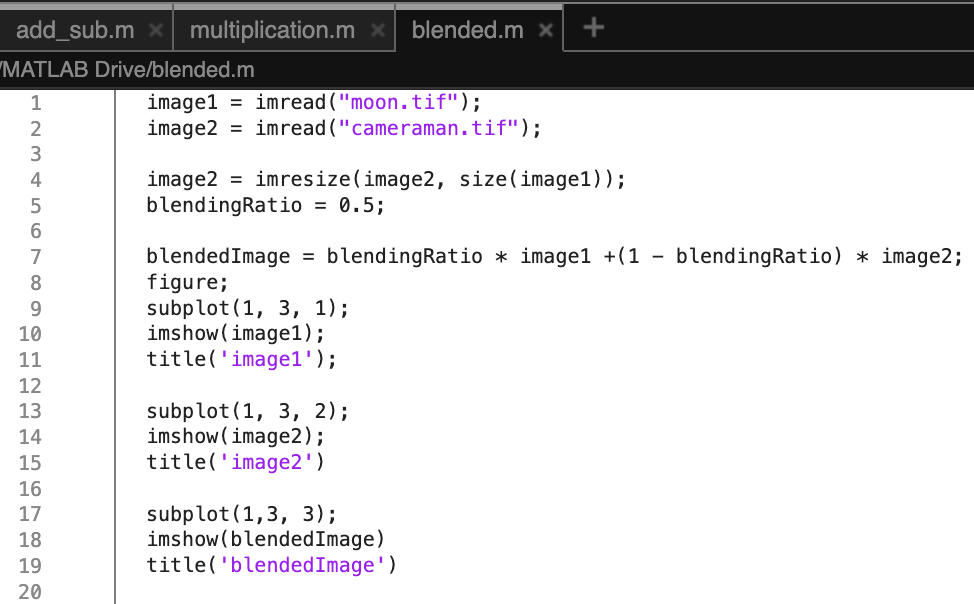 add_sub.m × multiplication.m × blended.m × +
/MATLAB Drive/blended.m
1 image1 = imread("moon.tif");
2 image2 = imread("cameraman.tif");
3
4 image2 = imresize(image2, size(image1));
5 blendingRatio = 0.5;
6
7 blendedImage = blendingRatio * image1 +(1 - blendingRatio) * image2;
8 figure;
9 subplot(1, 3, 1);
10 imshow(image1);
11 title('image1');
12
13 subplot(1, 3, 2);
14 imshow(image2);
15 title('image2')
16
17 subplot(1,3, 3);
18 imshow(blendedImage)
19 title('blendedImage')
20